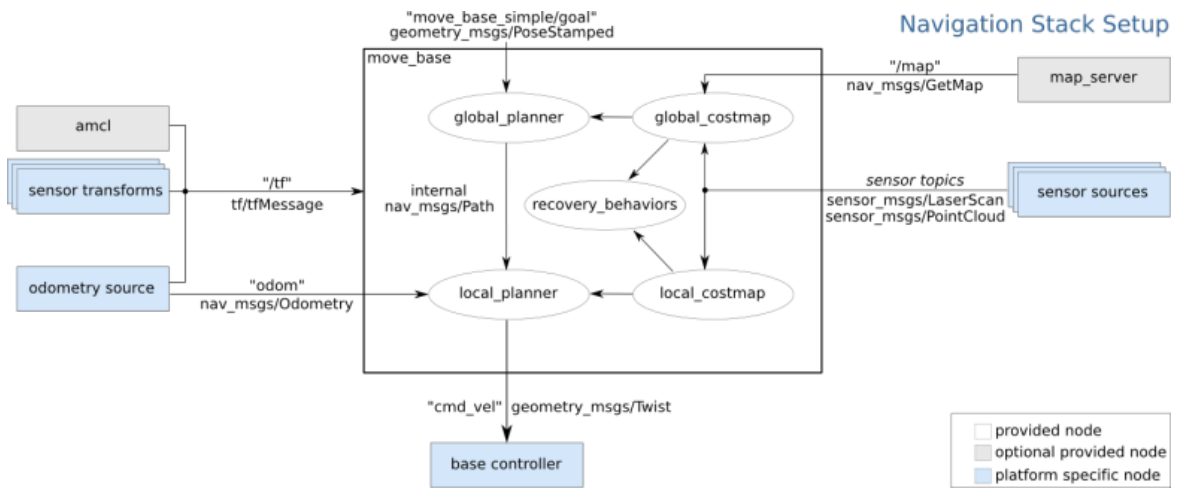 "move_base_simple/goal"
geometry_msgs/PoseStamped
Navigation Stack Setup
move_base
"/map"
nav_msgs/GetMap
map_server
amcl
global_planner
global_costmap
sensor transforms
"/tf"
tf/tfMessage
internal
nav_msgs/Path
recovery_behaviors
sensor topics
sensor_msgs/LaserScan
sensor_msgs/PointCloud
sensor sources
odometry source
"odom"
nav_msgs/Odometry
local_planner
local_costmap
"cmd_vel" geometry_msgs/Twist
base controller
provided node
optional provided node
platform specific node